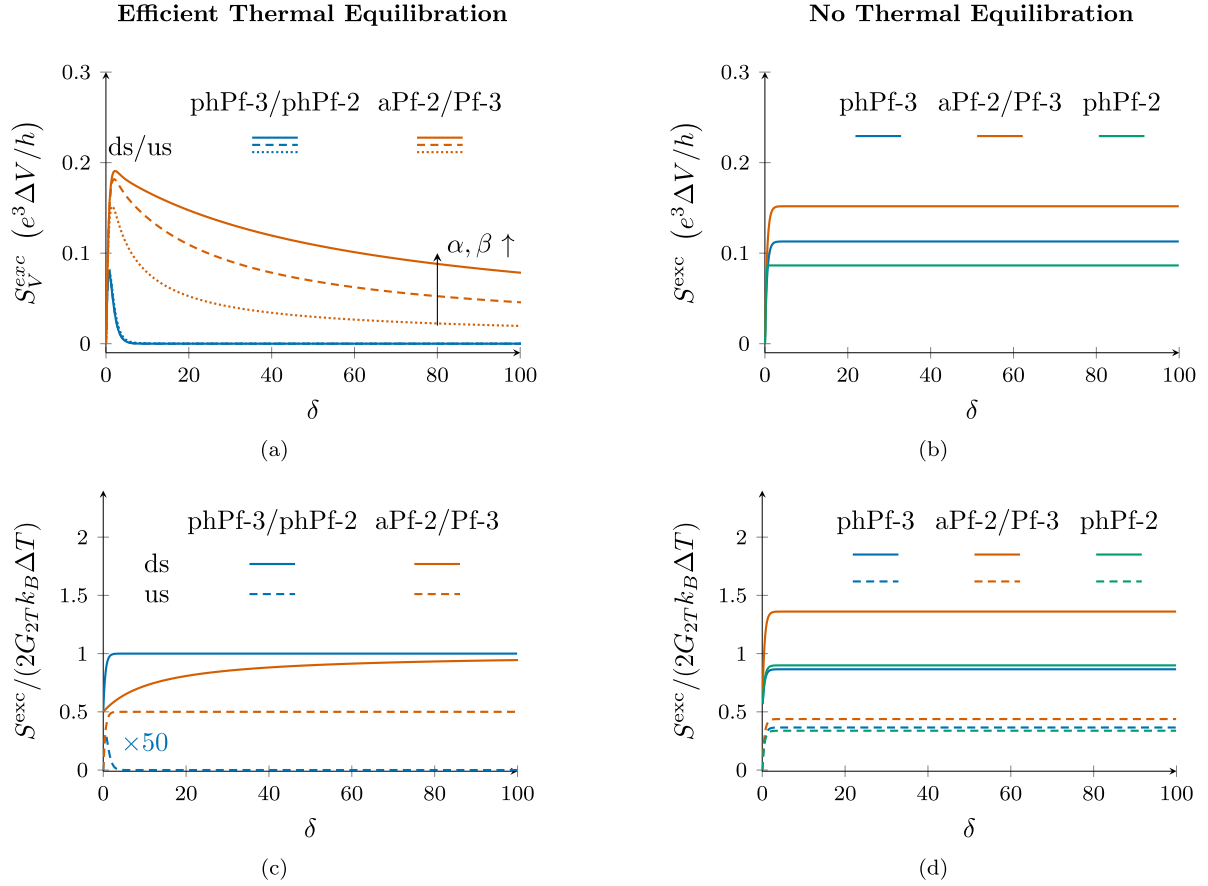 Efficient Thermal Equilibration
No Thermal Equilibration
0.3
0.2
0.1
0
S_V^{exc} (e^3 ΔV/h)
phPf-3/phPf-2 aPf-2/Pf-3
ds/us
α, β ↑
0 20 40 60 80 100
δ
(a)
0.3
0.2
0.1
0
S^{exc} (e^3 ΔV/h)
phPf-3 aPf-2/Pf-3 phPf-2
0 20 40 60 80 100
δ
(b)
2
1.5
1
0.5
0
S^{exc}/(2G_{2T}k_BΔT)
phPf-3/phPf-2 aPf-2/Pf-3
ds
us
×50
0 20 40 60 80 100
δ
(c)
2
1.5
1
0.5
0
S^{exc}/(2G_{2T}k_BΔT)
phPf-3 aPf-2/Pf-3 phPf-2
0 20 40 60 80 100
δ
(d)